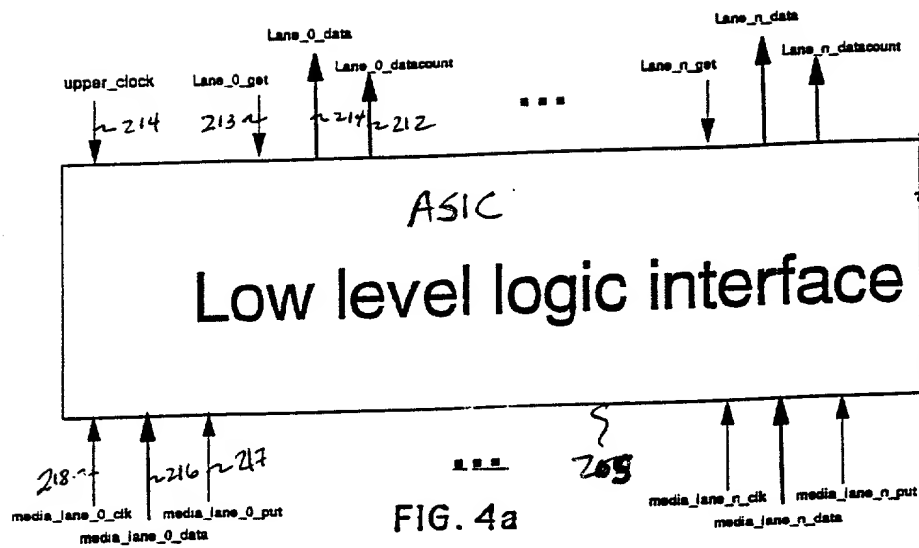 Lane_0_data
Lane_n_data
Lane_0_datacount
Lane_n_datacount
upper_clock
Lane_0_get
Lane_n_get
214
213
214
212
...
ASIC
Low level logic interface
218
216
217
...
media_lane_0_clk
media_lane_0_put
media_lane_n_clk
media_lane_n_put
media_lane_0_data
media_lane_n_data
FIG. 4a